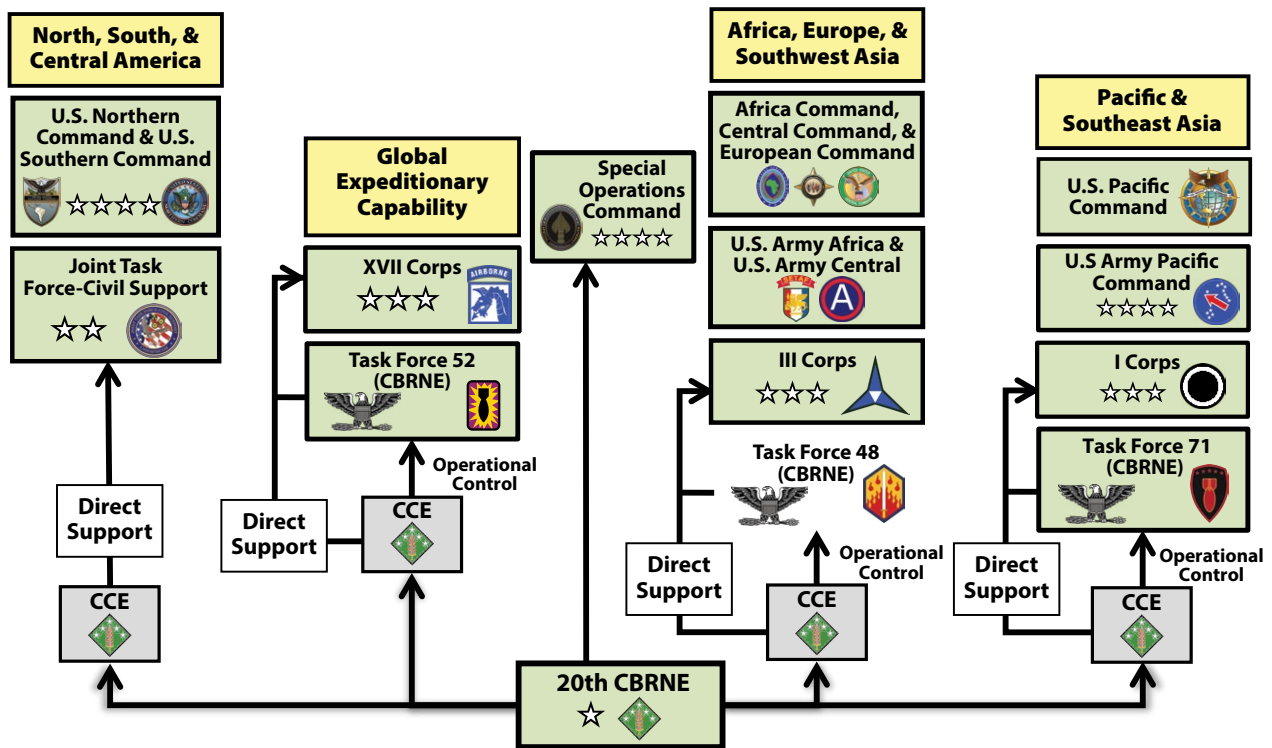 North, South, &
Central America
U.S. Northern
Command & U.S.
Southern Command
Joint Task
Force-Civil Support
Direct
Support
CCE
Global
Expeditionary
Capability
XVII Corps
AIRBORNE
Task Force 52
(CBRNE)
Operational
Control
Direct
Support
CCE
Special
Operations
Command
20th CBRNE
Africa, Europe, &
Southwest Asia
Africa Command,
Central Command, &
European Command
U.S. Army Africa &
U.S. Army Central
SETAF
A
III Corps
Task Force 48
(CBRNE)
Operational
Control
Direct
Support
CCE
Pacific &
Southeast Asia
U.S. Pacific
Command
U.S Army Pacific
Command
I Corps
Task Force 71
(CBRNE)
Operational
Control
Direct
Support
CCE